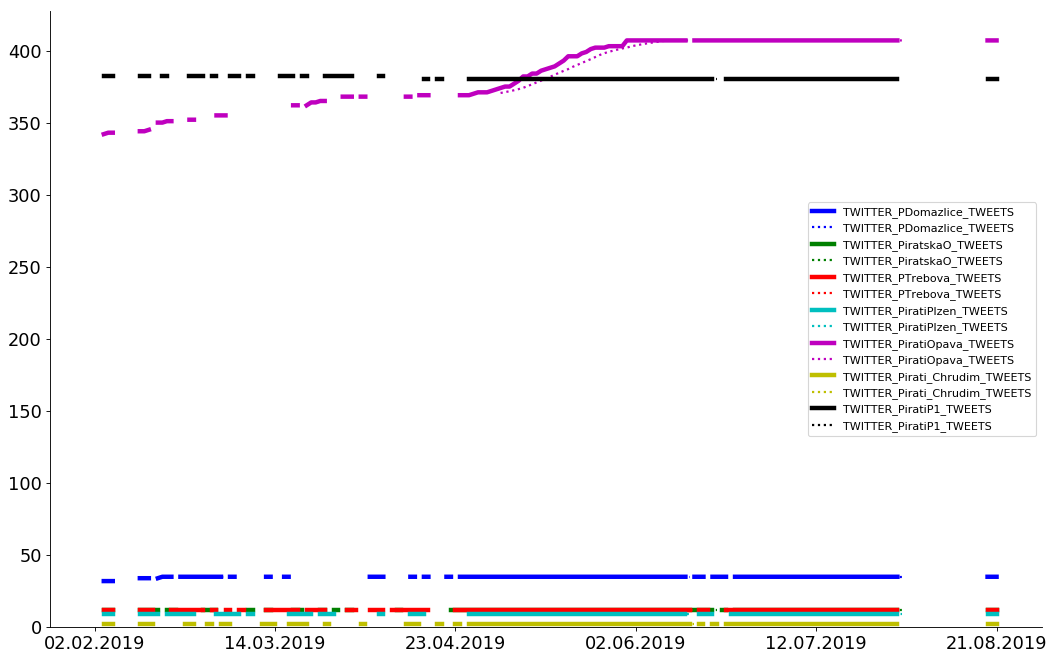 400
350
300
250
200
150
100
50
0
TWITTER_PDomazlice_TWEETS
TWITTER_PDomazlice_TWEETS
TWITTER_PiratskaO_TWEETS
TWITTER_PiratskaO_TWEETS
TWITTER_PTrebova_TWEETS
TWITTER_PTrebova_TWEETS
TWITTER_PiratiPlzen_TWEETS
TWITTER_PiratiPlzen_TWEETS
TWITTER_PiratiOpava_TWEETS
TWITTER_PiratiOpava_TWEETS
TWITTER_Pirati_Chrudim_TWEETS
TWITTER_Pirati_Chrudim_TWEETS
TWITTER_PiratiP1_TWEETS
TWITTER_PiratiP1_TWEETS
02.02.2019 14.03.2019 23.04.2019 02.06.2019 12.07.2019 21.08.2019